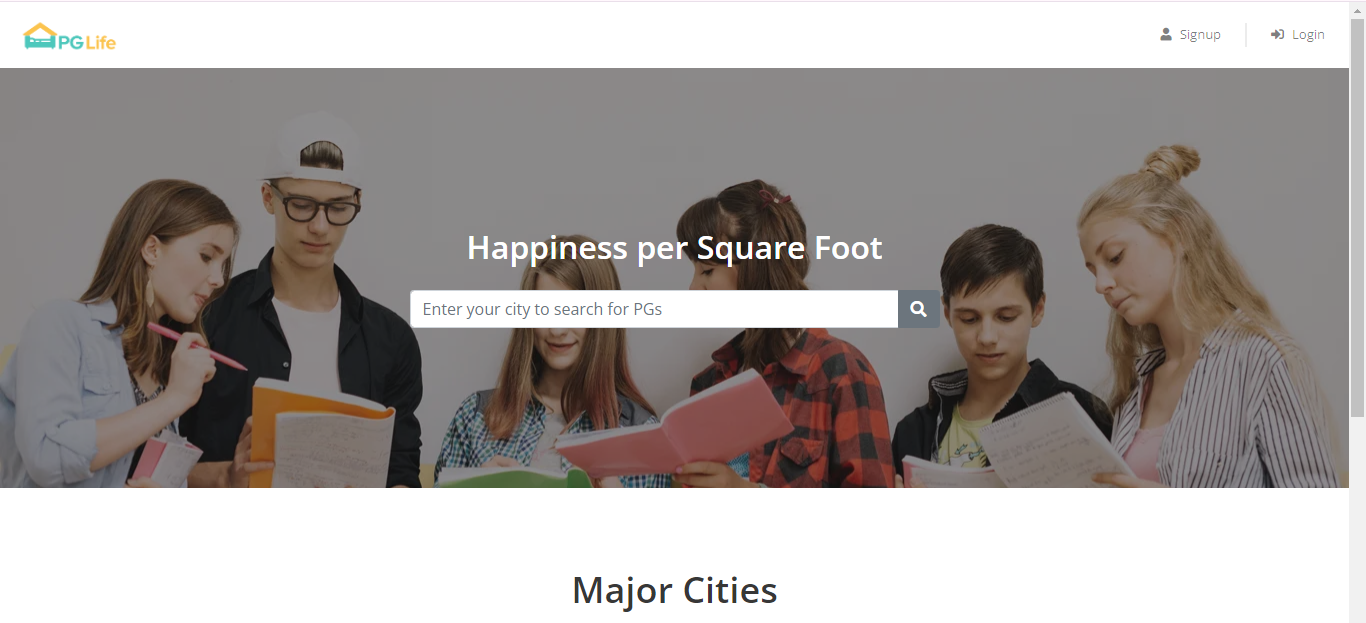 PG Life
Signup
Login
Happiness per Square Foot
Enter your city to search for PGs
Major Cities